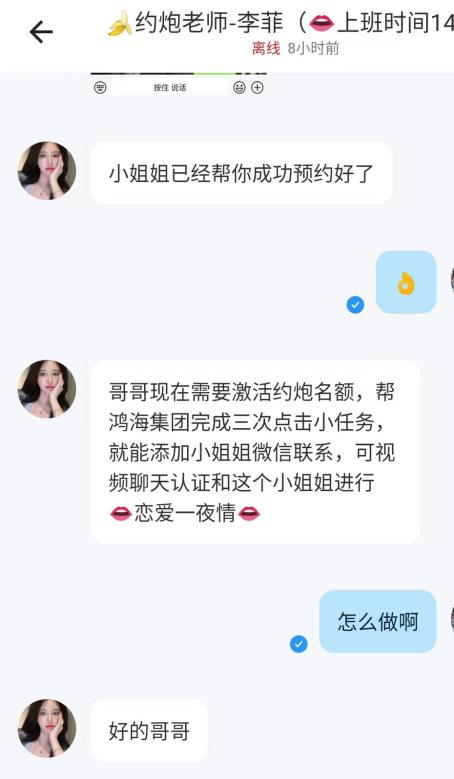 🍌约炮老师-李菲（👄上班时间14
离线 8小时前
按住 说话
小姐姐已经帮你成功预约好了
👌
哥哥现在需要激活约炮名额，帮
鸿海集团完成三次点击小任务，
就能添加小姐姐微信联系，可视
频聊天认证和这个小姐姐进行
👄恋爱一夜情👄
怎么做啊
好的哥哥